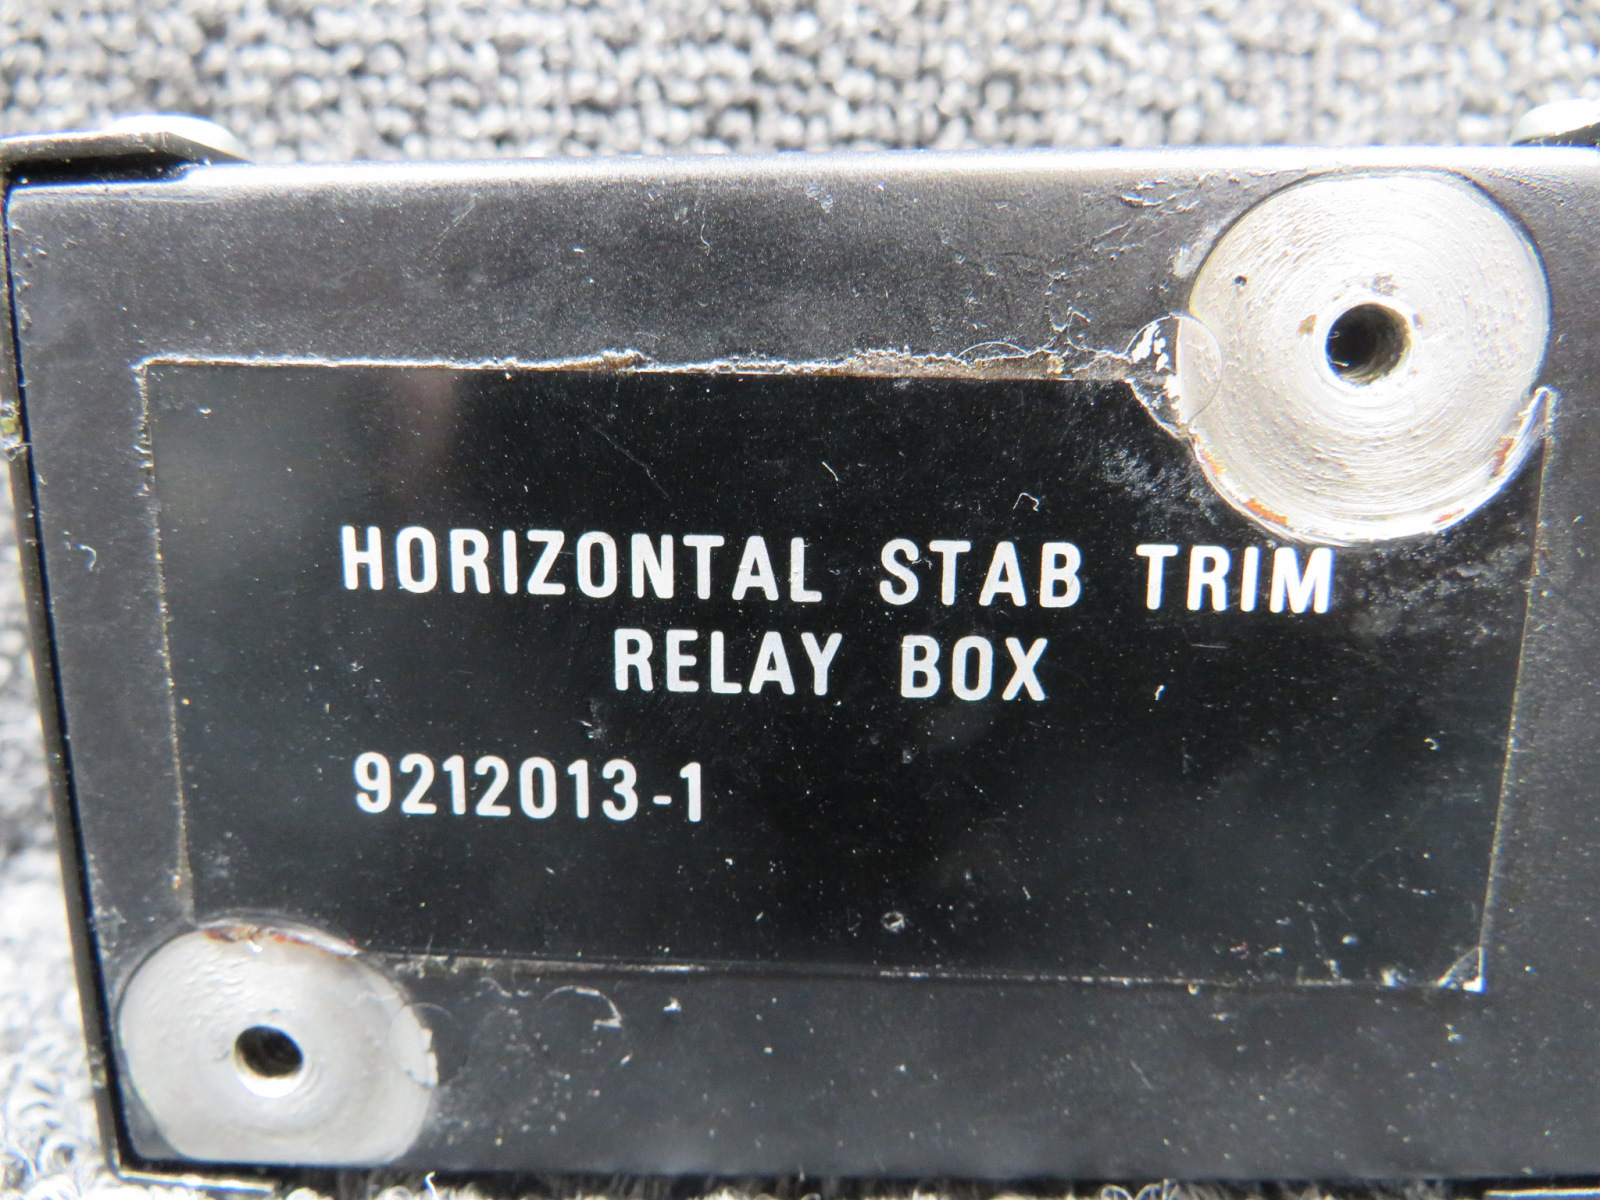 HORIZONTAL STAB TRIM
RELAY BOX
9212013-1